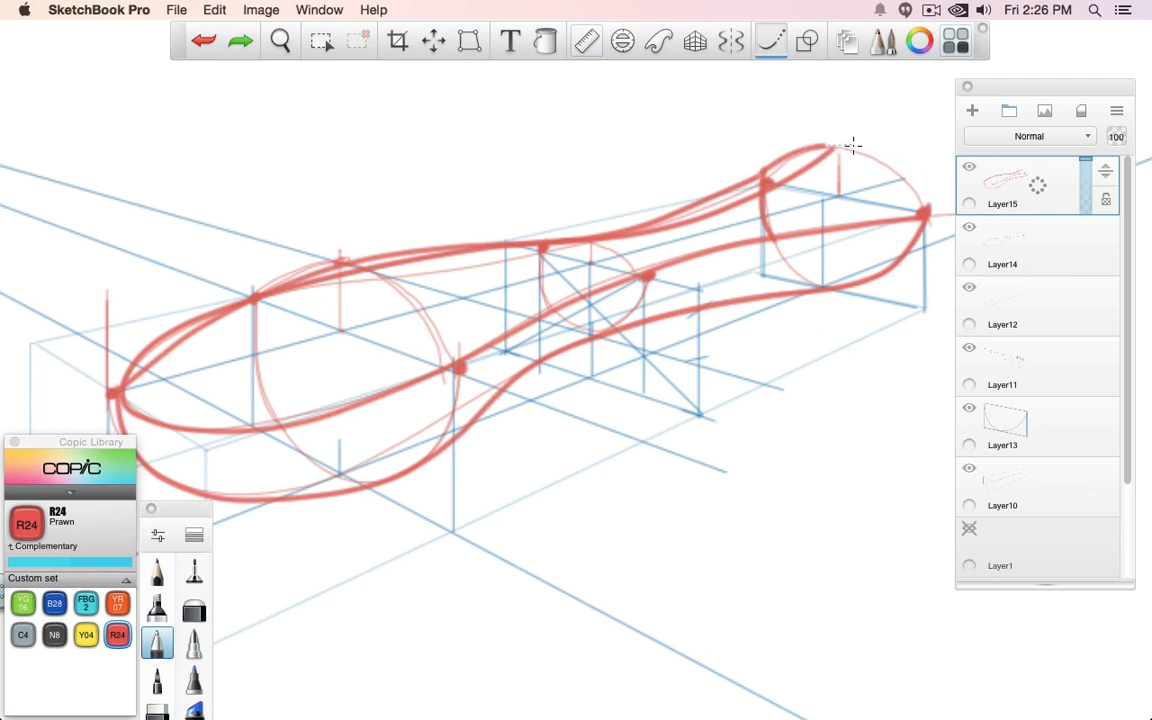 SketchBook Pro File Edit Image Window Help Fri 2:26 PM
T
Normal 100
Layer15
Layer14
Layer12
Layer11
Layer13
Layer10
Layer1
Copic Library
COPIC
R24
R24
Prawn
Complementary
Custom set
YG 06 B28 FBG 2 YR 07
C4 N8 Y04 R24